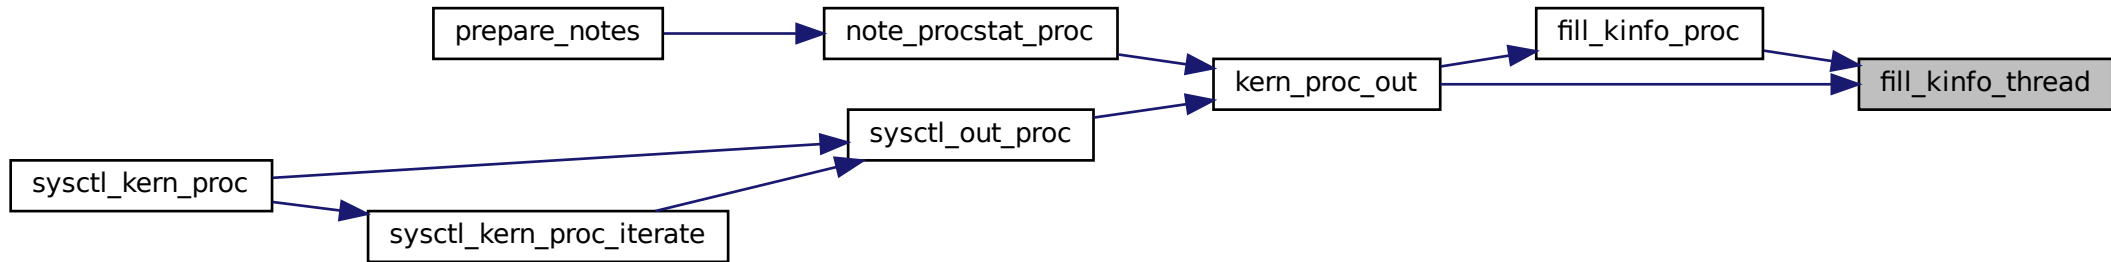 prepare_notes
note_procstat_proc
fill_kinfo_proc
kern_proc_out
fill_kinfo_thread
sysctl_out_proc
sysctl_kern_proc
sysctl_kern_proc_iterate